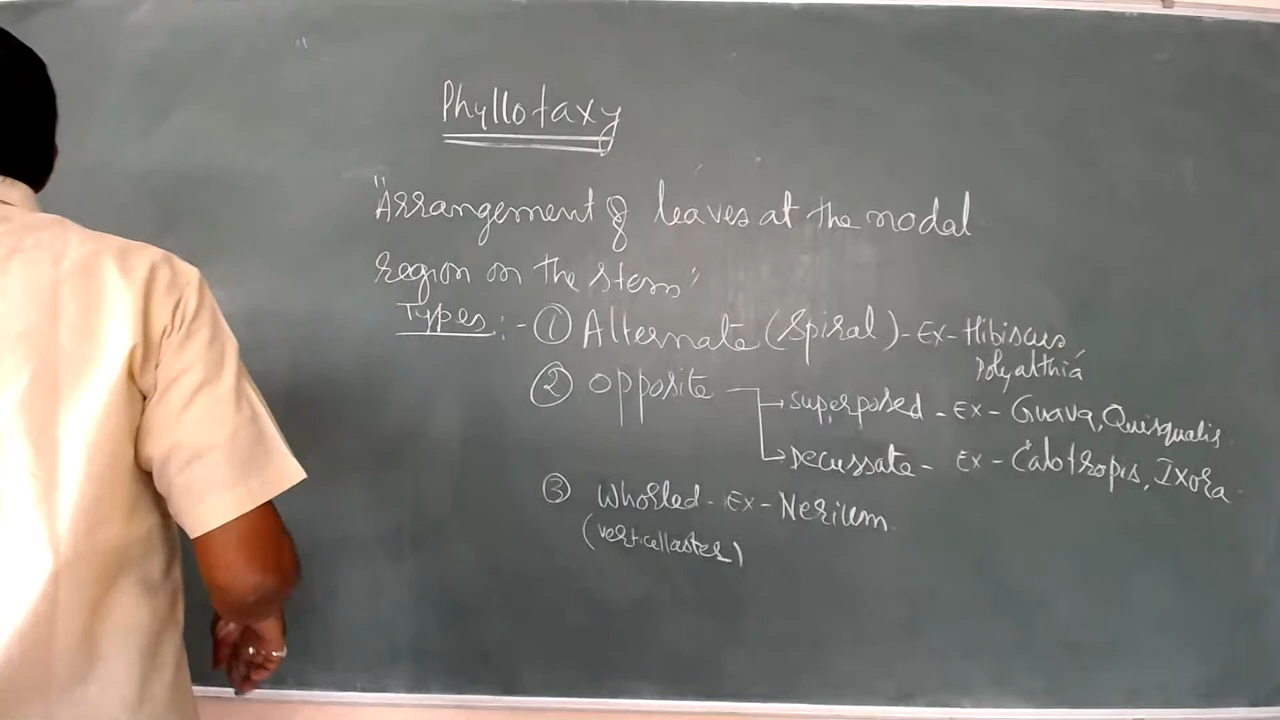 Phyllotaxy
"Arrangement of leaves at the nodal
region on the stem"
Types:- ① Alternate (Spiral) - Ex- Hibiscus,
Polyalthia
② opposite → superposed - Ex - Guava, Quisqualis
→ Decussate - Ex - Calotropis, Ixora
③ Whorled - Ex - Nerium
(verticellaster)